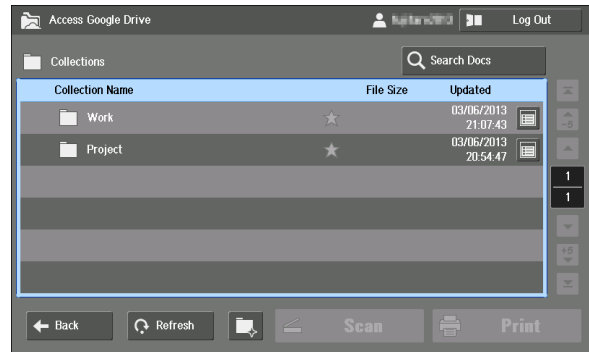 Access Google Drive
Log Out
Collections
Search Docs
Collection Name File Size Updated
Work 03/06/2013
21:07:43
Project 03/06/2013
20:54:47
-5
1
1
+5
Back Refresh Scan Print